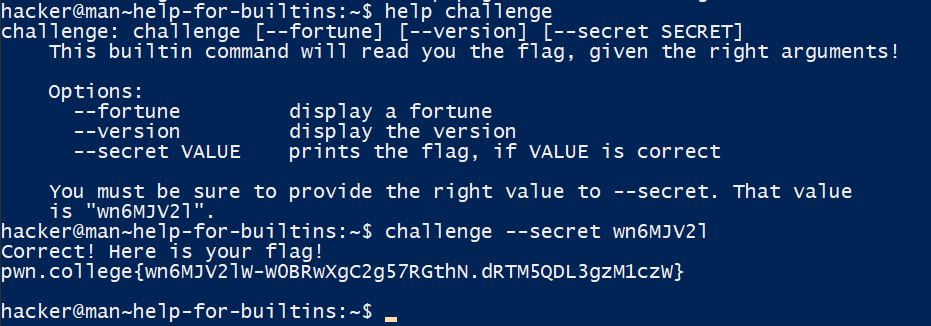 hacker@man~help-for-builtins:~$ help challenge
challenge: challenge [--fortune] [--version] [--secret SECRET]
    This builtin command will read you the flag, given the right arguments!

    Options:
      --fortune         display a fortune
      --version         display the version
      --secret VALUE    prints the flag, if VALUE is correct

    You must be sure to provide the right value to --secret. That value
    is "wn6MJV2l".
hacker@man~help-for-builtins:~$ challenge --secret wn6MJV2l
Correct! Here is your flag!
pwn.college{wn6MJV2lW-WOBRwXgC2g57RGthN.dRTM5QDL3gzM1czW}

hacker@man~help-for-builtins:~$